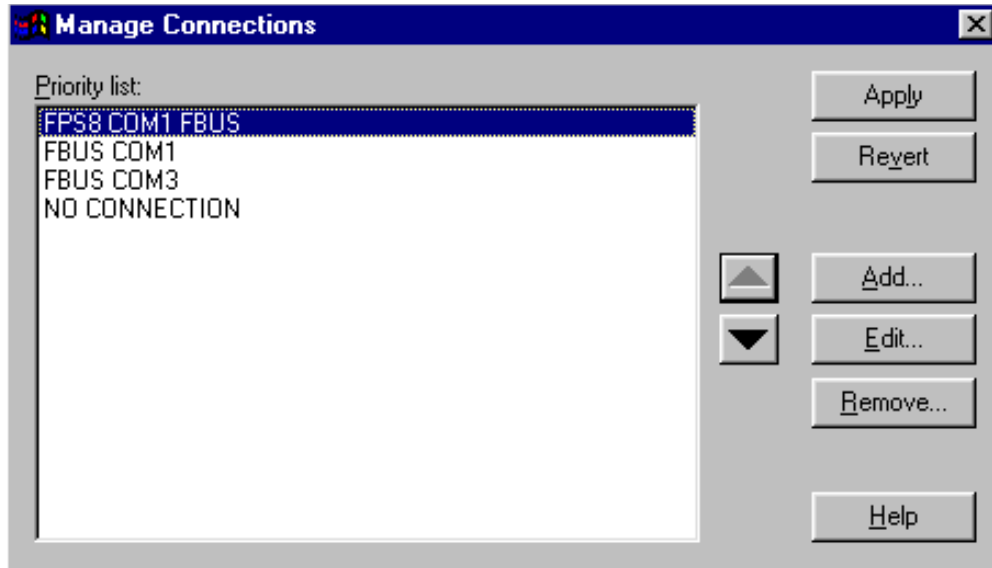 Manage Connections
Priority list:
FPS8 COM1 FBUS
FBUS COM1
FBUS COM3
NO CONNECTION
Apply
Revert
Add...
Edit...
Remove...
Help